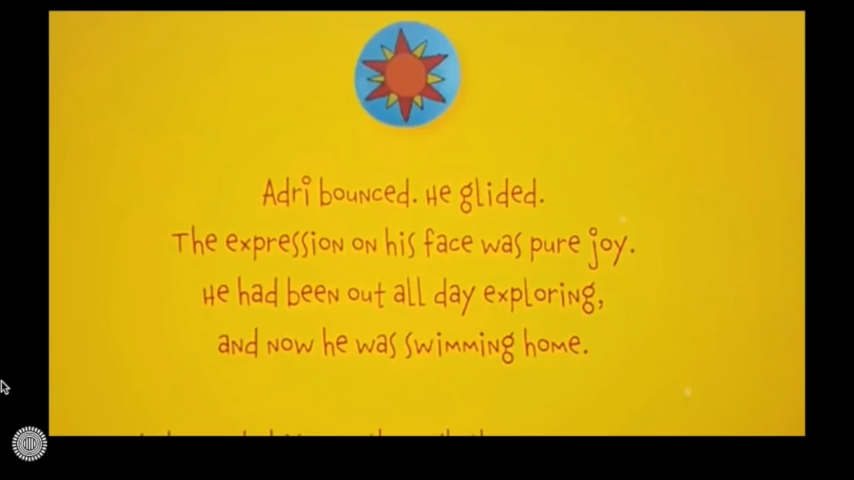 Adri bounced. He glided.
The expression on his face was pure joy.
He had been out all day exploring,
and now he was swimming home.